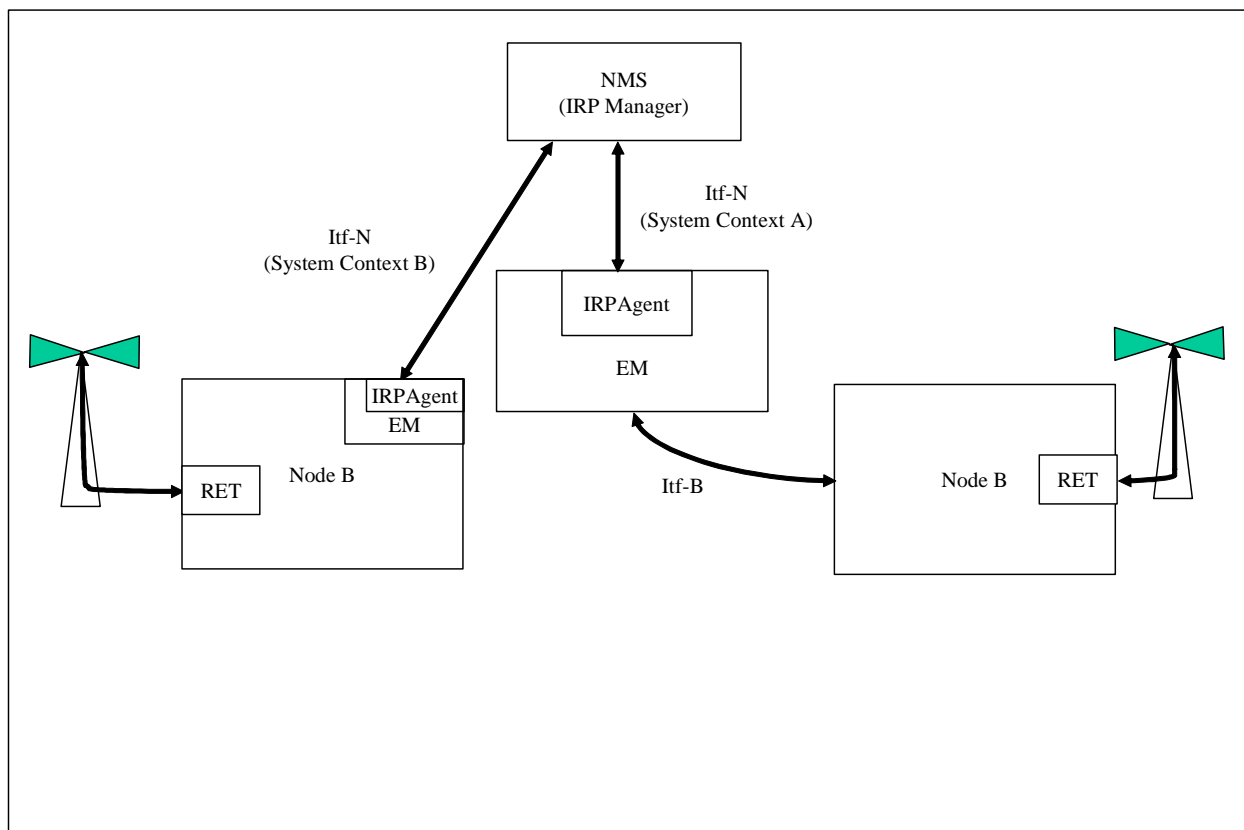 NMS
(IRP Manager)
Itf-N
(System Context A)
Itf-N
(System Context B)
IRPAgent
EM
IRPAgent
EM
Node B
RET
Itf-B
Node B
RET